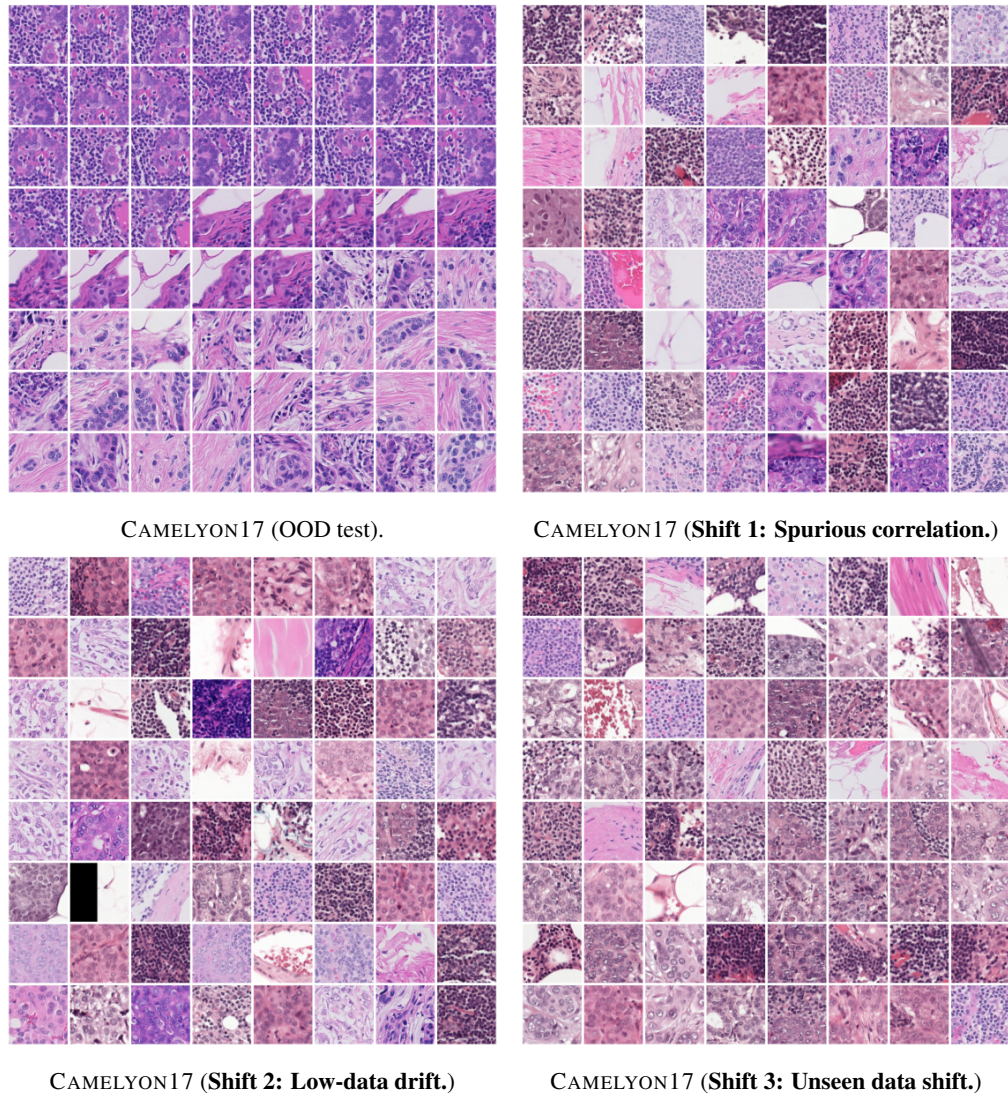 CAMELYON17 (OOD test).
CAMELYON17 (Shift 1: Spurious correlation.)
CAMELYON17 (Shift 2: Low-data drift.)
CAMELYON17 (Shift 3: Unseen data shift.)